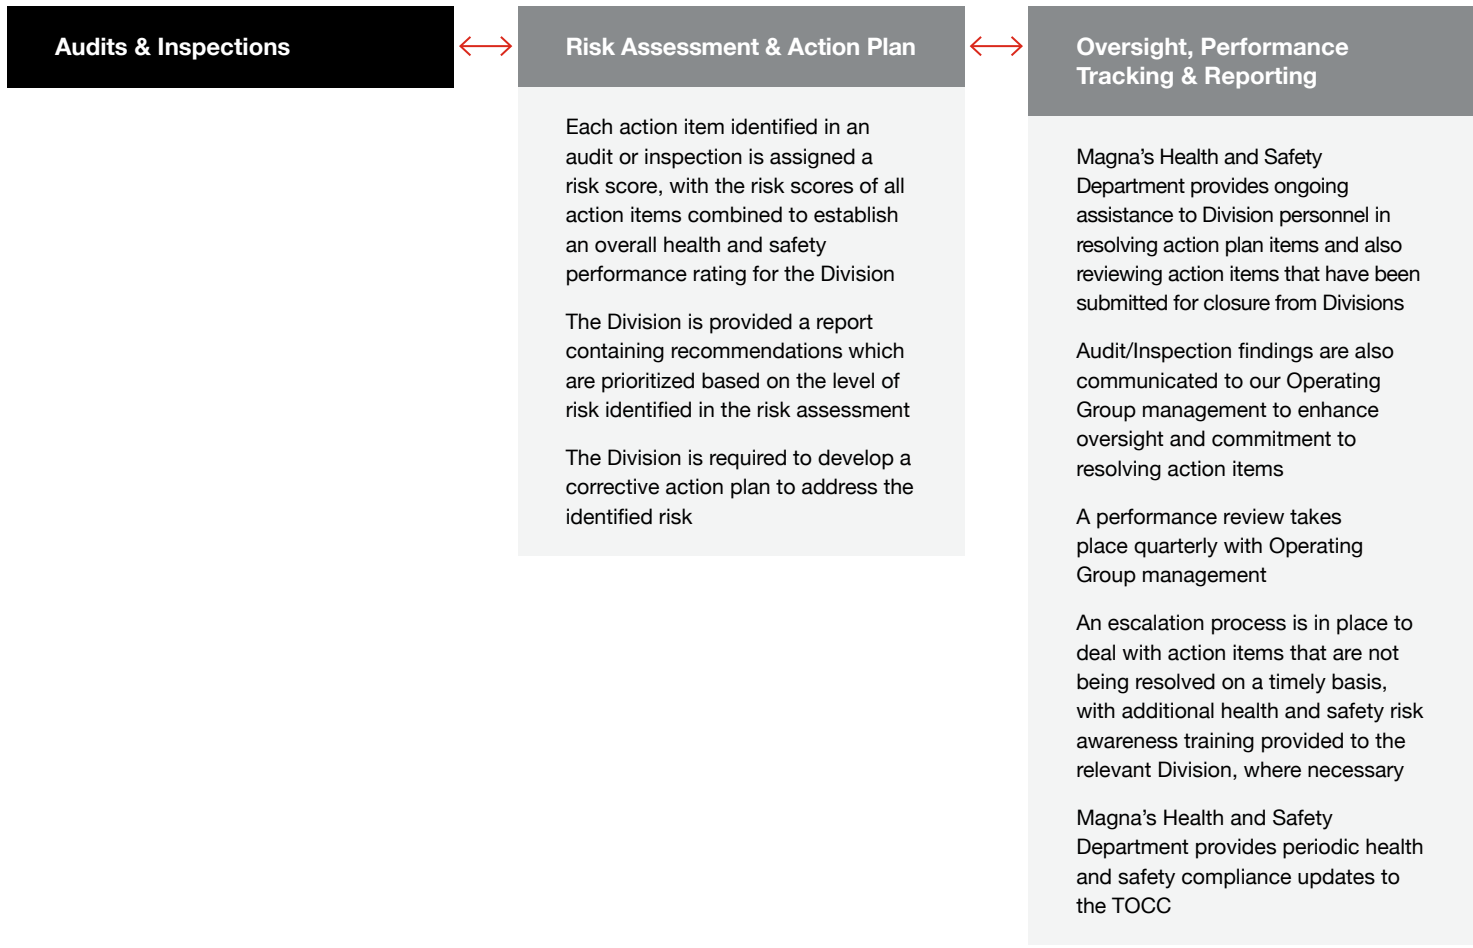 Audits & Inspections
Risk Assessment & Action Plan
Each action item identified in an
audit or inspection is assigned a
risk score, with the risk scores of all
action items combined to establish
an overall health and safety
performance rating for the Division
The Division is provided a report
containing recommendations which
are prioritized based on the level of
risk identified in the risk assessment
The Division is required to develop a
corrective action plan to address the
identified risk
Oversight, Performance
Tracking & Reporting
Magna’s Health and Safety
Department provides ongoing
assistance to Division personnel in
resolving action plan items and also
reviewing action items that have been
submitted for closure from Divisions
Audit/Inspection findings are also
communicated to our Operating
Group management to enhance
oversight and commitment to
resolving action items
A performance review takes
place quarterly with Operating
Group management
An escalation process is in place to
deal with action items that are not
being resolved on a timely basis,
with additional health and safety risk
awareness training provided to the
relevant Division, where necessary
Magna’s Health and Safety
Department provides periodic health
and safety compliance updates to
the TOCC